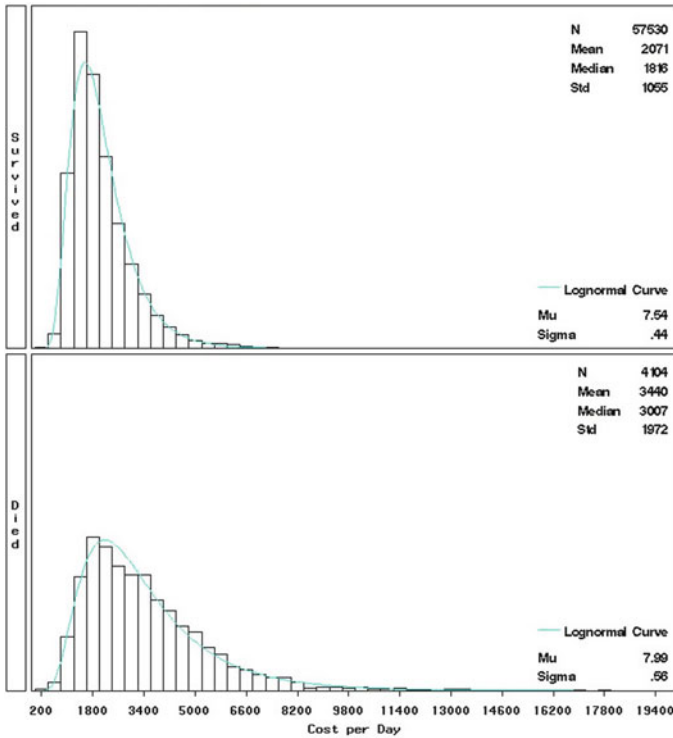 Survived
N 57530
Mean 2071
Median 1816
Std 1055
Lognormal Curve
Mu 7.54
Sigma .44
Died
N 4104
Mean 3440
Median 3007
Std 1972
Lognormal Curve
Mu 7.99
Sigma .56
200 1800 3400 5000 6600 8200 9800 11400 13000 14600 16200 17800 19400
Cost per Day